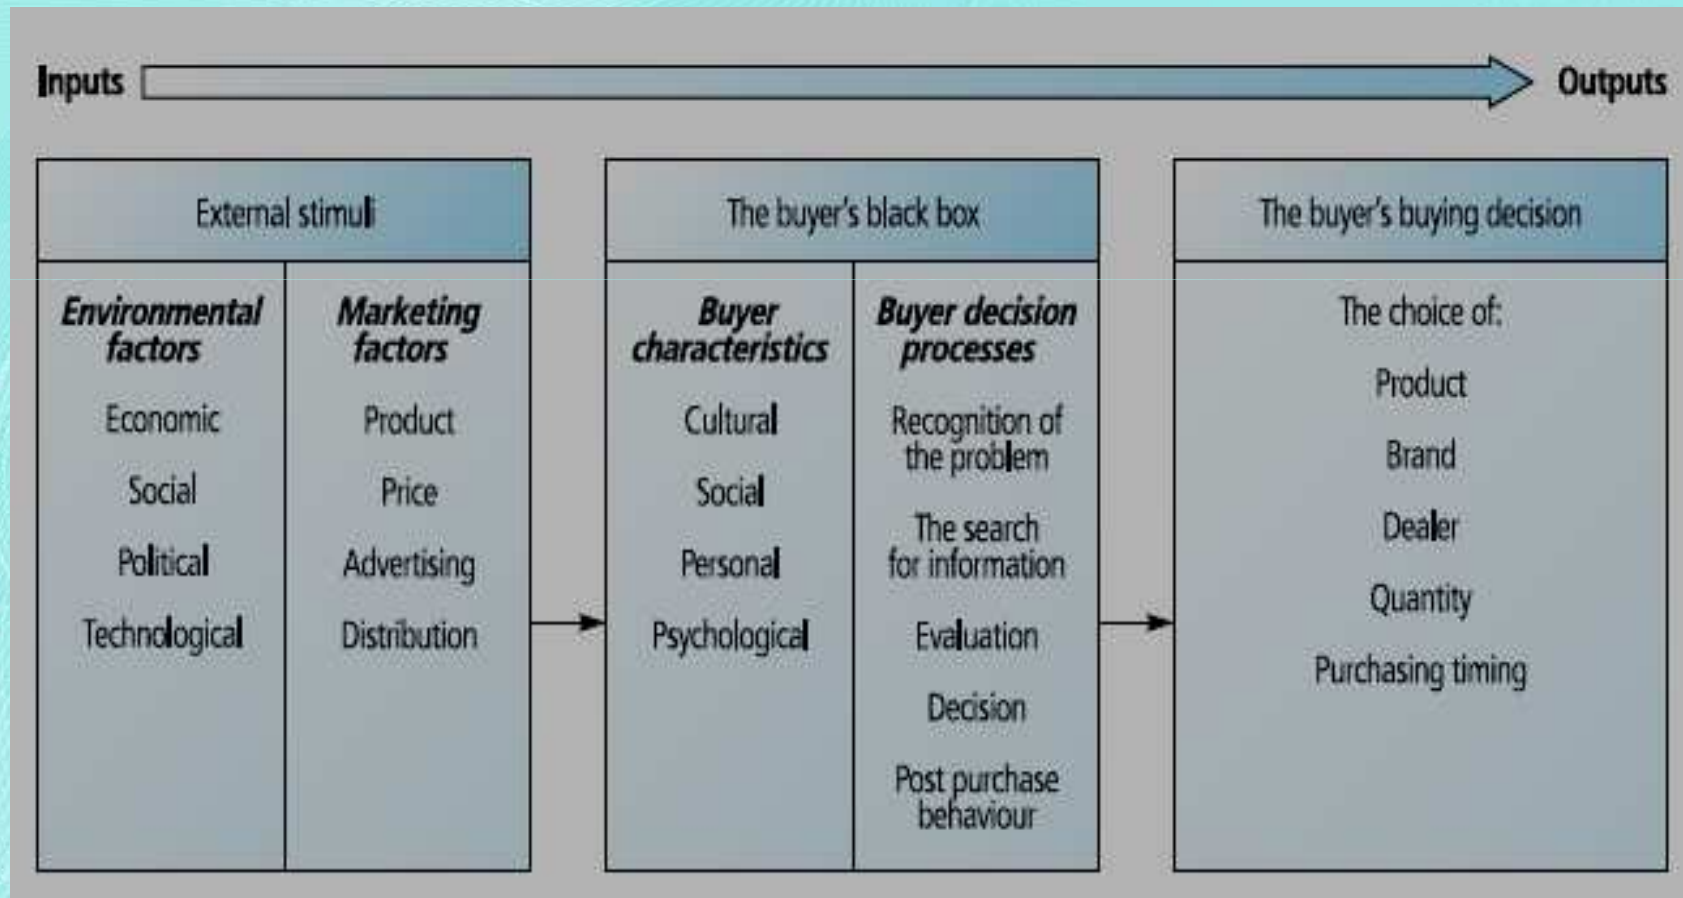 Inputs
Outputs
External stimuli
Environmental
factors
Economic
Social
Political
Technological
Marketing
factors
Product
Price
Advertising
Distribution
The buyer's black box
Buyer
characteristics
Cultural
Social
Personal
Psychological
Buyer decision
processes
Recognition of
the problem
The search
for information
Evaluation
Decision
Post purchase
behaviour
The buyer's buying decision
The choice of:
Product
Brand
Dealer
Quantity
Purchasing timing